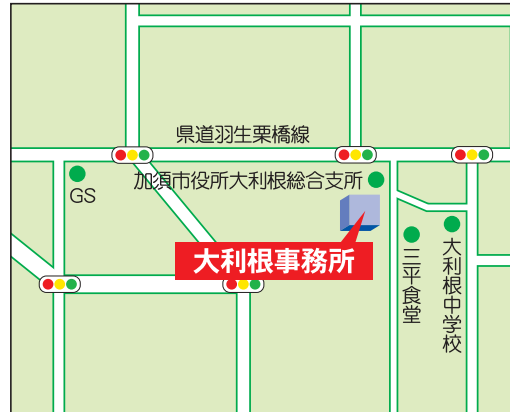 県道羽生栗橋線
加須市役所大利根総合支所
GS
大利根事務所
三平食堂
大利根中学校